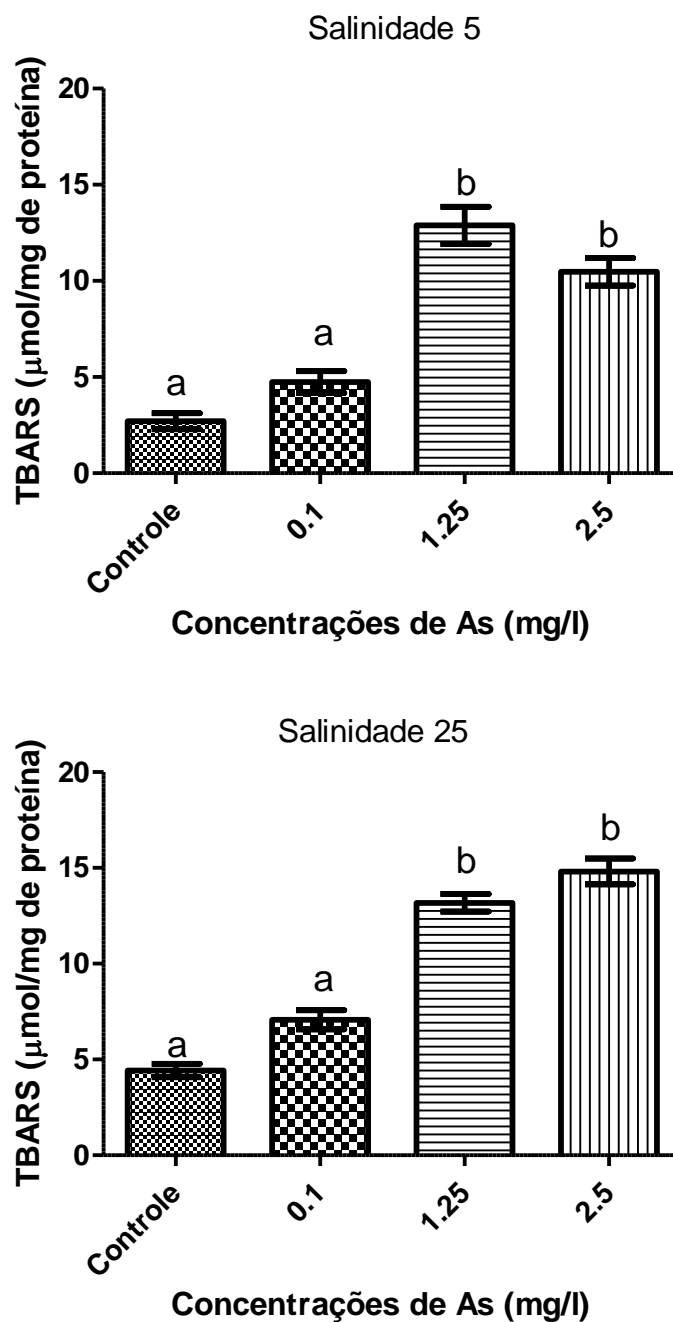 Salinidade 5
TBARS (μmol/mg de proteína)
20
15
10
5
0
a
a
b
b
Controle
0.1
1.25
2.5
Concentrações de As (mg/l)
Salinidade 25
TBARS (μmol/mg de proteína)
20
15
10
5
0
a
a
b
b
Controle
0.1
1.25
2.5
Concentrações de As (mg/l)